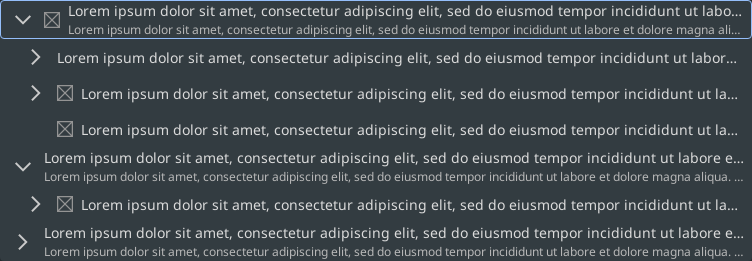 Lorem ipsum dolor sit amet, consectetur adipiscing elit, sed do eiusmod tempor incididunt ut labo...
Lorem ipsum dolor sit amet, consectetur adipiscing elit, sed do eiusmod tempor incididunt ut labore et dolore magna ali...
Lorem ipsum dolor sit amet, consectetur adipiscing elit, sed do eiusmod tempor incididunt ut labor...
Lorem ipsum dolor sit amet, consectetur adipiscing elit, sed do eiusmod tempor incididunt ut la...
Lorem ipsum dolor sit amet, consectetur adipiscing elit, sed do eiusmod tempor incididunt ut la...
Lorem ipsum dolor sit amet, consectetur adipiscing elit, sed do eiusmod tempor incididunt ut labore e...
Lorem ipsum dolor sit amet, consectetur adipiscing elit, sed do eiusmod tempor incididunt ut labore et dolore magna aliqua. ...
Lorem ipsum dolor sit amet, consectetur adipiscing elit, sed do eiusmod tempor incididunt ut la...
Lorem ipsum dolor sit amet, consectetur adipiscing elit, sed do eiusmod tempor incididunt ut labore e...
Lorem ipsum dolor sit amet, consectetur adipiscing elit, sed do eiusmod tempor incididunt ut labore et dolore magna aliqua. ...